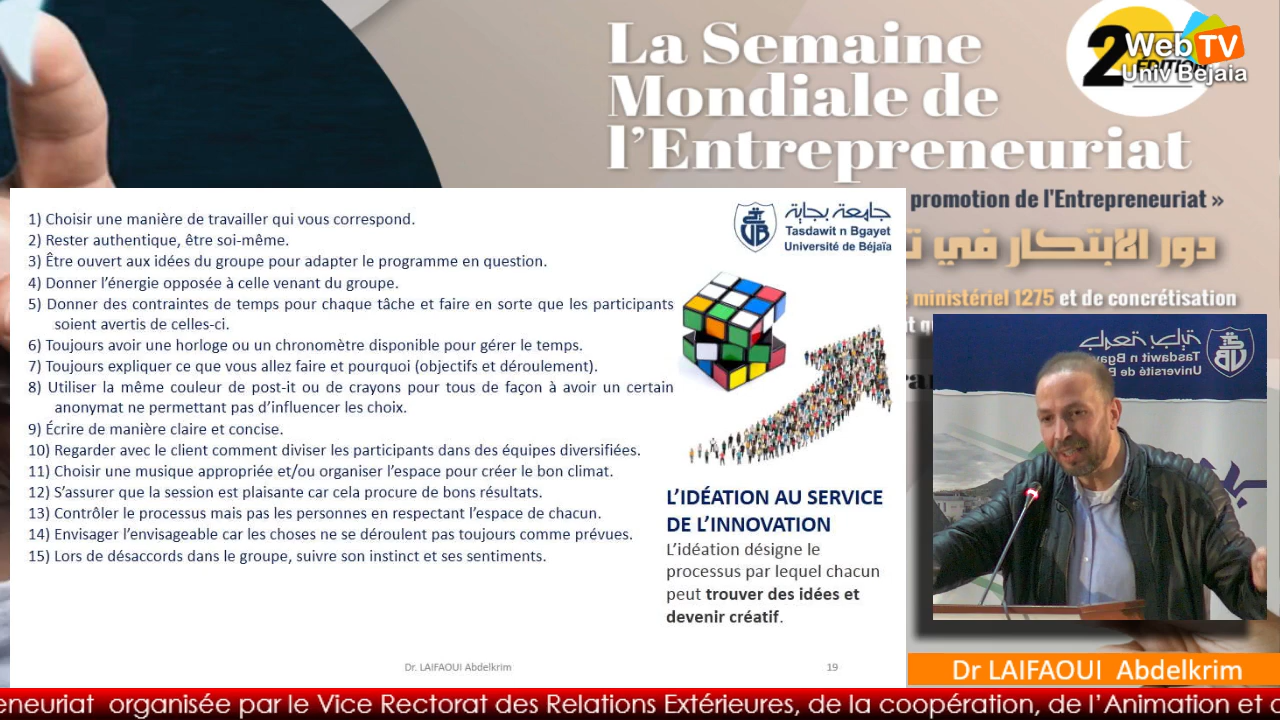 La Semaine
Mondiale de
l'Entrepreneuriat
2
EDITION
Web TV
Univ Bejaia
promotion de l'Entrepreneuriat »
دور الابتكار في
ministériel 1275 et de concrétisation
1) Choisir une manière de travailler qui vous correspond.
2) Rester authentique, être soi-même.
3) Être ouvert aux idées du groupe pour adapter le programme en question.
4) Donner l'énergie opposée à celle venant du groupe.
5) Donner des contraintes de temps pour chaque tâche et faire en sorte que les participants
soient avertis de celles-ci.
6) Toujours avoir une horloge ou un chronomètre disponible pour gérer le temps.
7) Toujours expliquer ce que vous allez faire et pourquoi (objectifs et déroulement).
8) Utiliser la même couleur de post-it ou de crayons pour tous de façon à avoir un certain
anonymat ne permettant pas d'influencer les choix.
9) Écrire de manière claire et concise.
10) Regarder avec le client comment diviser les participants dans des équipes diversifiées.
11) Choisir une musique appropriée et/ou organiser l'espace pour créer le bon climat.
12) S'assurer que la session est plaisante car cela procure de bons résultats.
13) Contrôler le processus mais pas les personnes en respectant l'espace de chacun.
14) Envisager l'envisageable car les choses ne se déroulent pas toujours comme prévues.
15) Lors de désaccords dans le groupe, suivre son instinct et ses sentiments.
جامعة بجاية
Tasdawit n Bgayet
Université de Béjaïa
L'IDÉATION AU SERVICE
DE L'INNOVATION
L'idéation désigne le
processus par lequel chacun
peut trouver des idées et
devenir créatif.
Dr. LAIFAOUI Abdelkrim
19
Tasdawit n Bgay
Université de B
Dr LAIFAOUI Abdelkrim
eneuriat organisée par le Vice Rectorat des Relations Extérieures, de la coopération, de l'Animation et